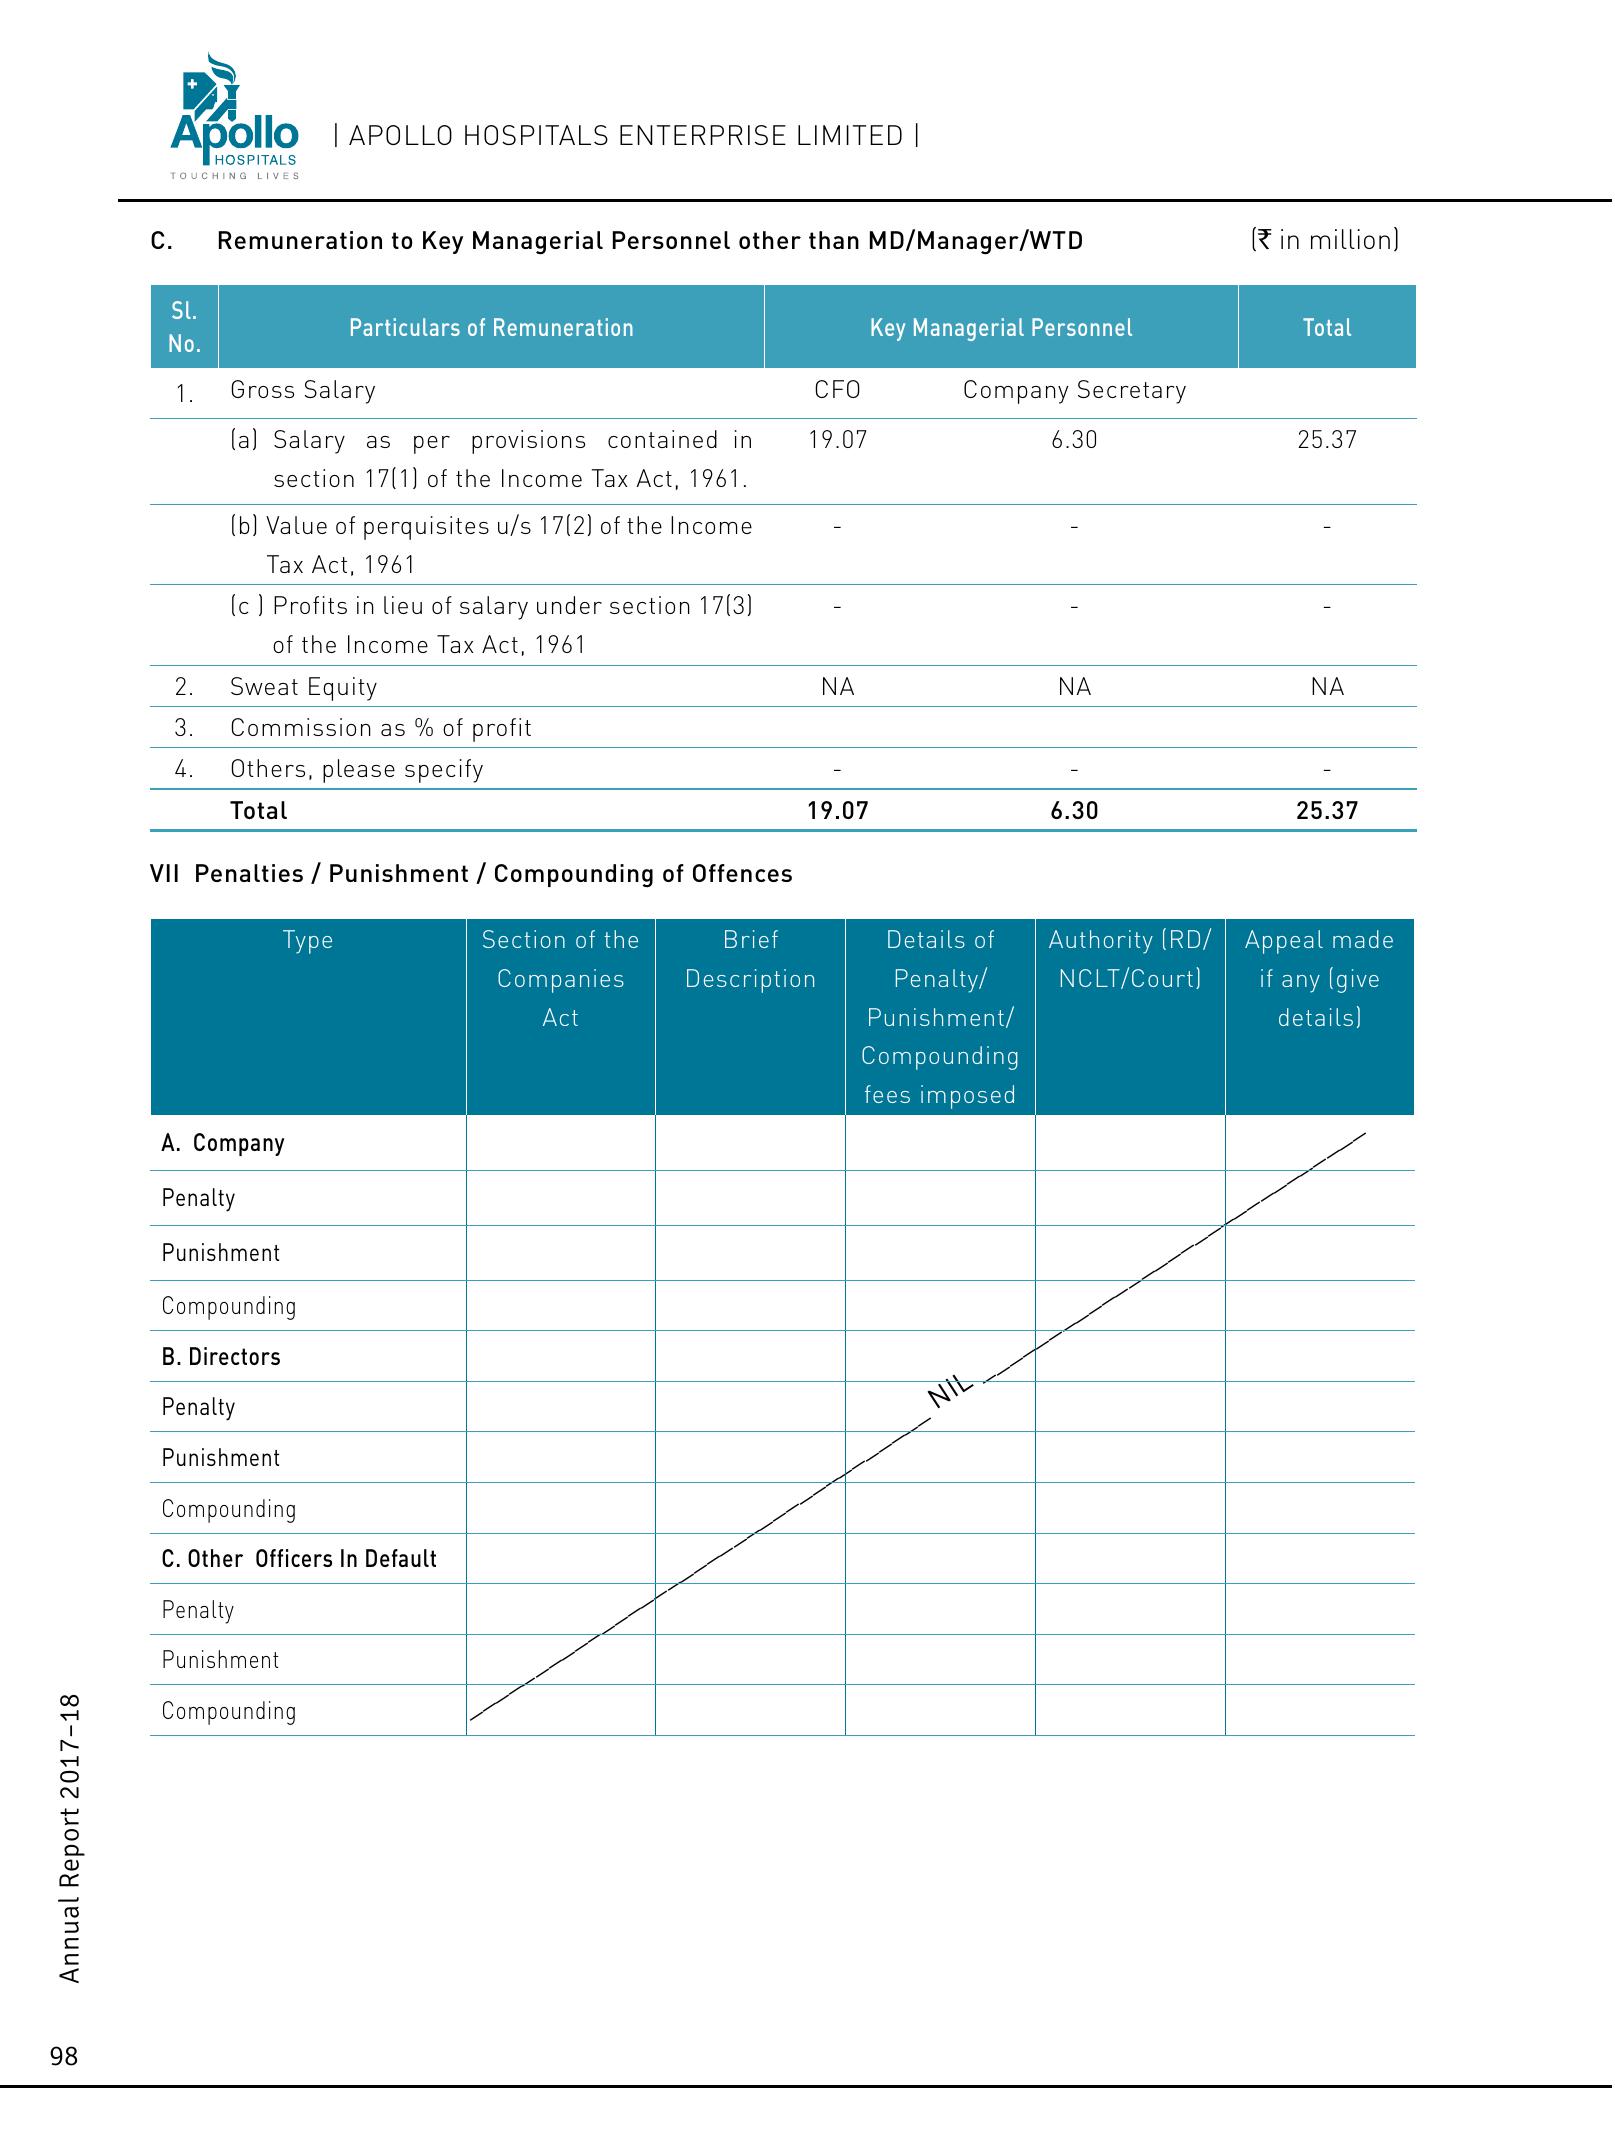 Apollo
HOSPITALS
TOUCHING LIVES
| APOLLO HOSPITALS ENTERPRISE LIMITED |
C. Remuneration to Key Managerial Personnel other than MD/Manager/WTD (₹ in million)
Sl. No. Particulars of Remuneration Key Managerial Personnel Total
1. Gross Salary CFO Company Secretary
(a) Salary as per provisions contained in 19.07 6.30 25.37
section 17(1) of the Income Tax Act, 1961.
(b) Value of perquisites u/s 17(2) of the Income - - -
Tax Act, 1961
(c ) Profits in lieu of salary under section 17(3) - - -
of the Income Tax Act, 1961
2. Sweat Equity NA NA NA
3. Commission as % of profit
4. Others, please specify - - -
Total 19.07 6.30 25.37
VII Penalties / Punishment / Compounding of Offences
Type Section of the Brief Details of Authority (RD/ Appeal made
Companies Description Penalty/ NCLT/Court) if any (give
Act Punishment/ details)
Compounding
fees imposed
A. Company
Penalty
Punishment
Compounding
B. Directors
NIL
Penalty
Punishment
Compounding
C. Other Officers In Default
Penalty
Punishment
Compounding
Annual Report 2017–18
98